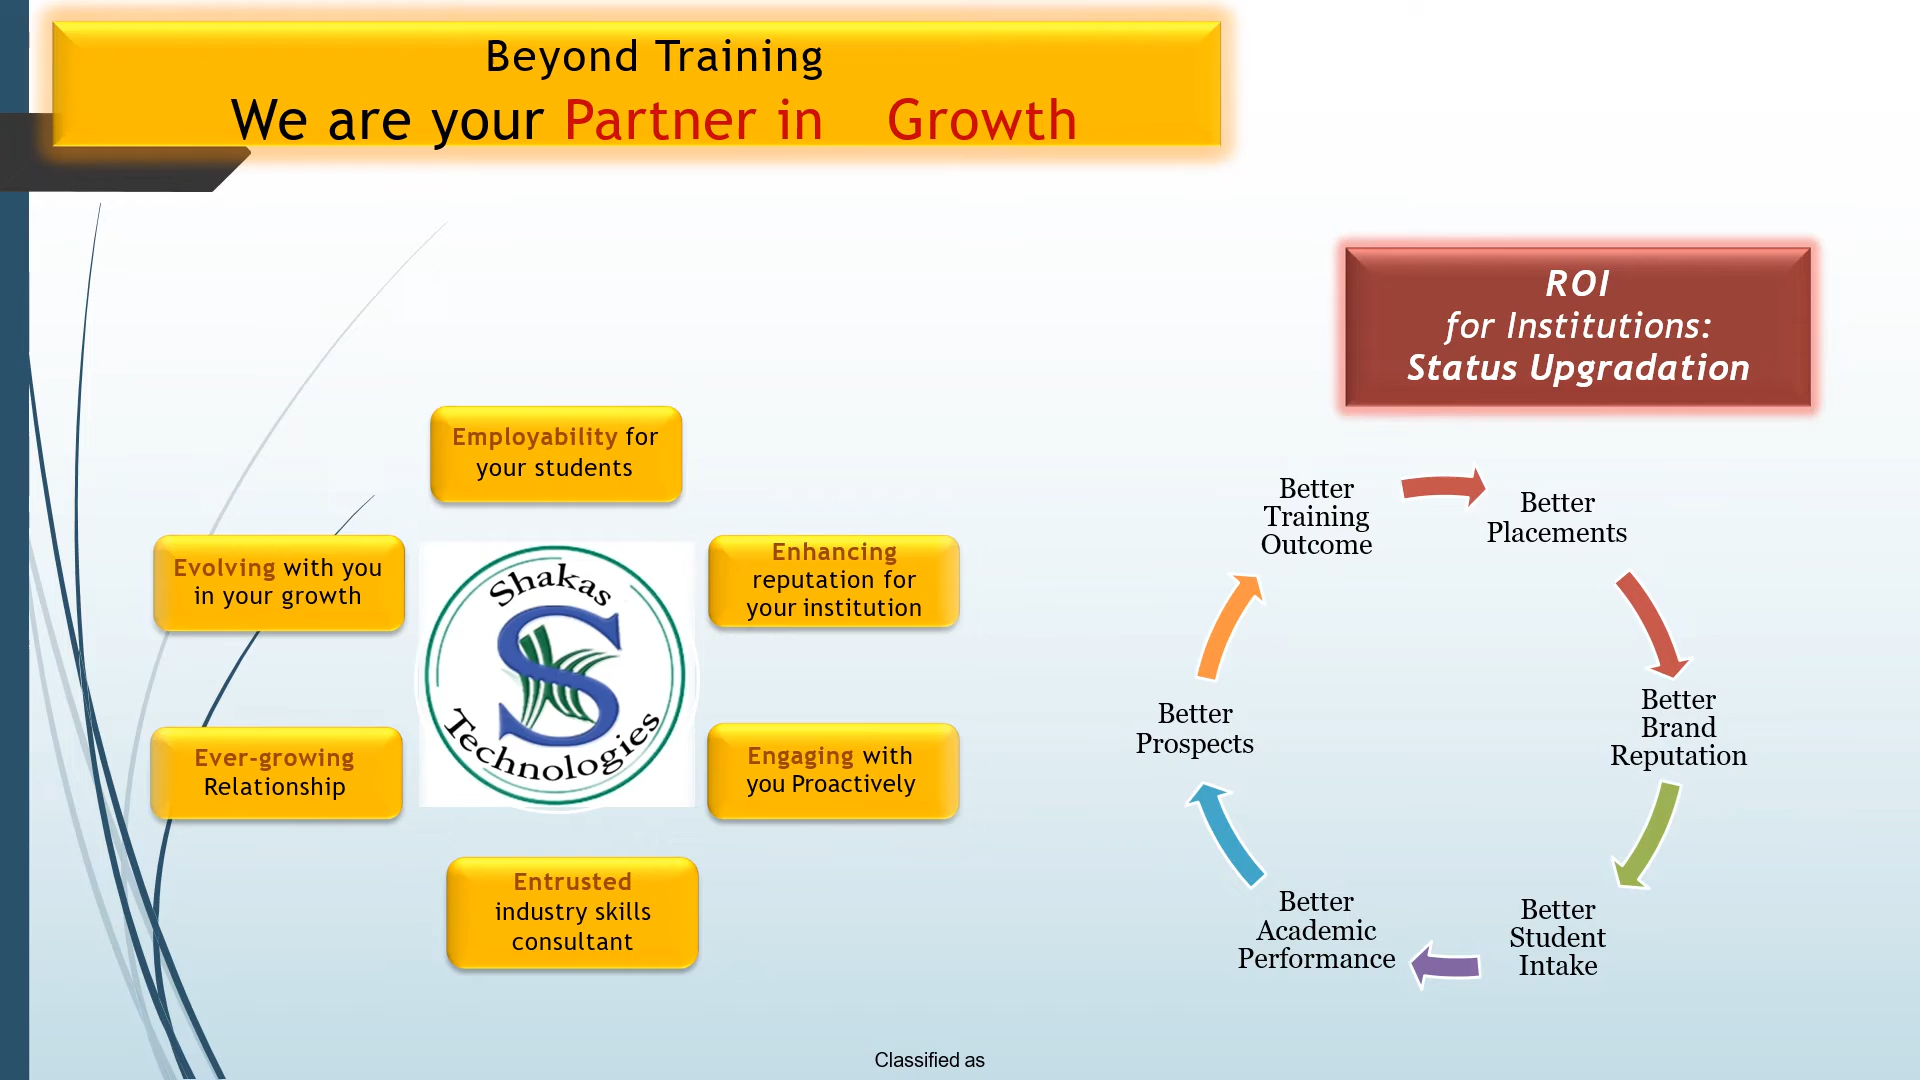 Beyond Training
We are your Partner in Growth
ROI
for Institutions:
Status Upgradation
Employability for
your students
Evolving with you
in your growth
Enhancing
reputation for
your institution
Shakas
S
Technologies
Ever-growing
Relationship
Engaging with
you Proactively
Entrusted
industry skills
consultant
Better
Training
Outcome
Better
Placements
Better
Brand
Reputation
Better
Student
Intake
Better
Academic
Performance
Better
Prospects
Classified as